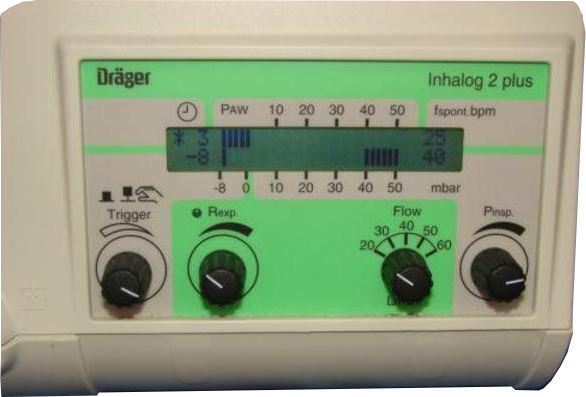 Dräger
Inhalog 2 plus
PAW 10 20 30 40 50 fspont.bpm
* 3 25
-8 40
-8 0 10 20 30 40 50 mbar
Trigger
Rexp.
Flow
Pinsp.
20 30 40 50 60